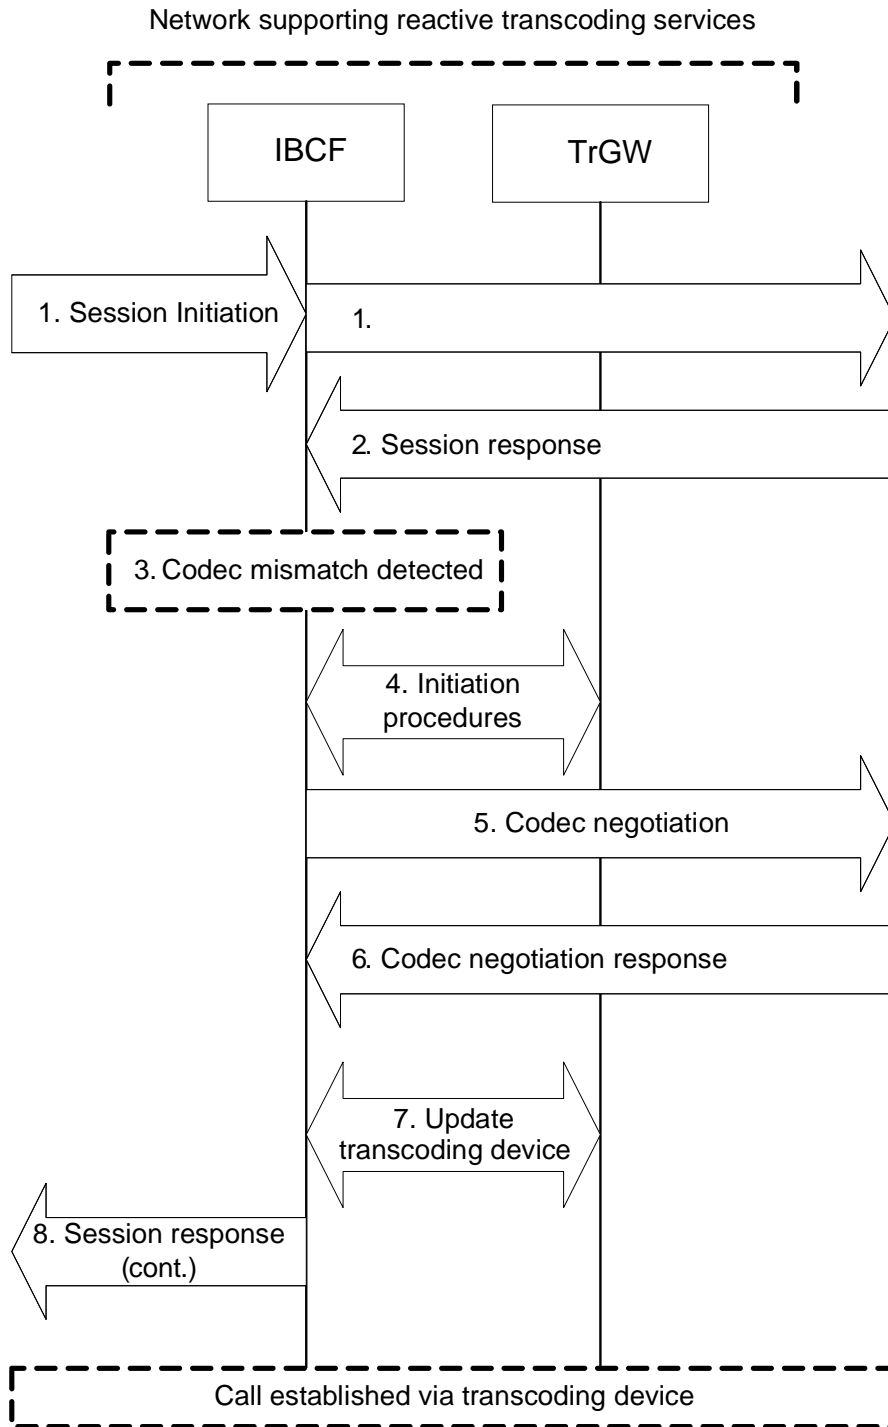 Network supporting reactive transcoding services
IBCF
TrGW
1. Session Initiation
1.
2. Session response
3. Codec mismatch detected
4. Initiation
procedures
5. Codec negotiation
6. Codec negotiation response
7. Update
transcoding device
8. Session response
(cont.)
Call established via transcoding device